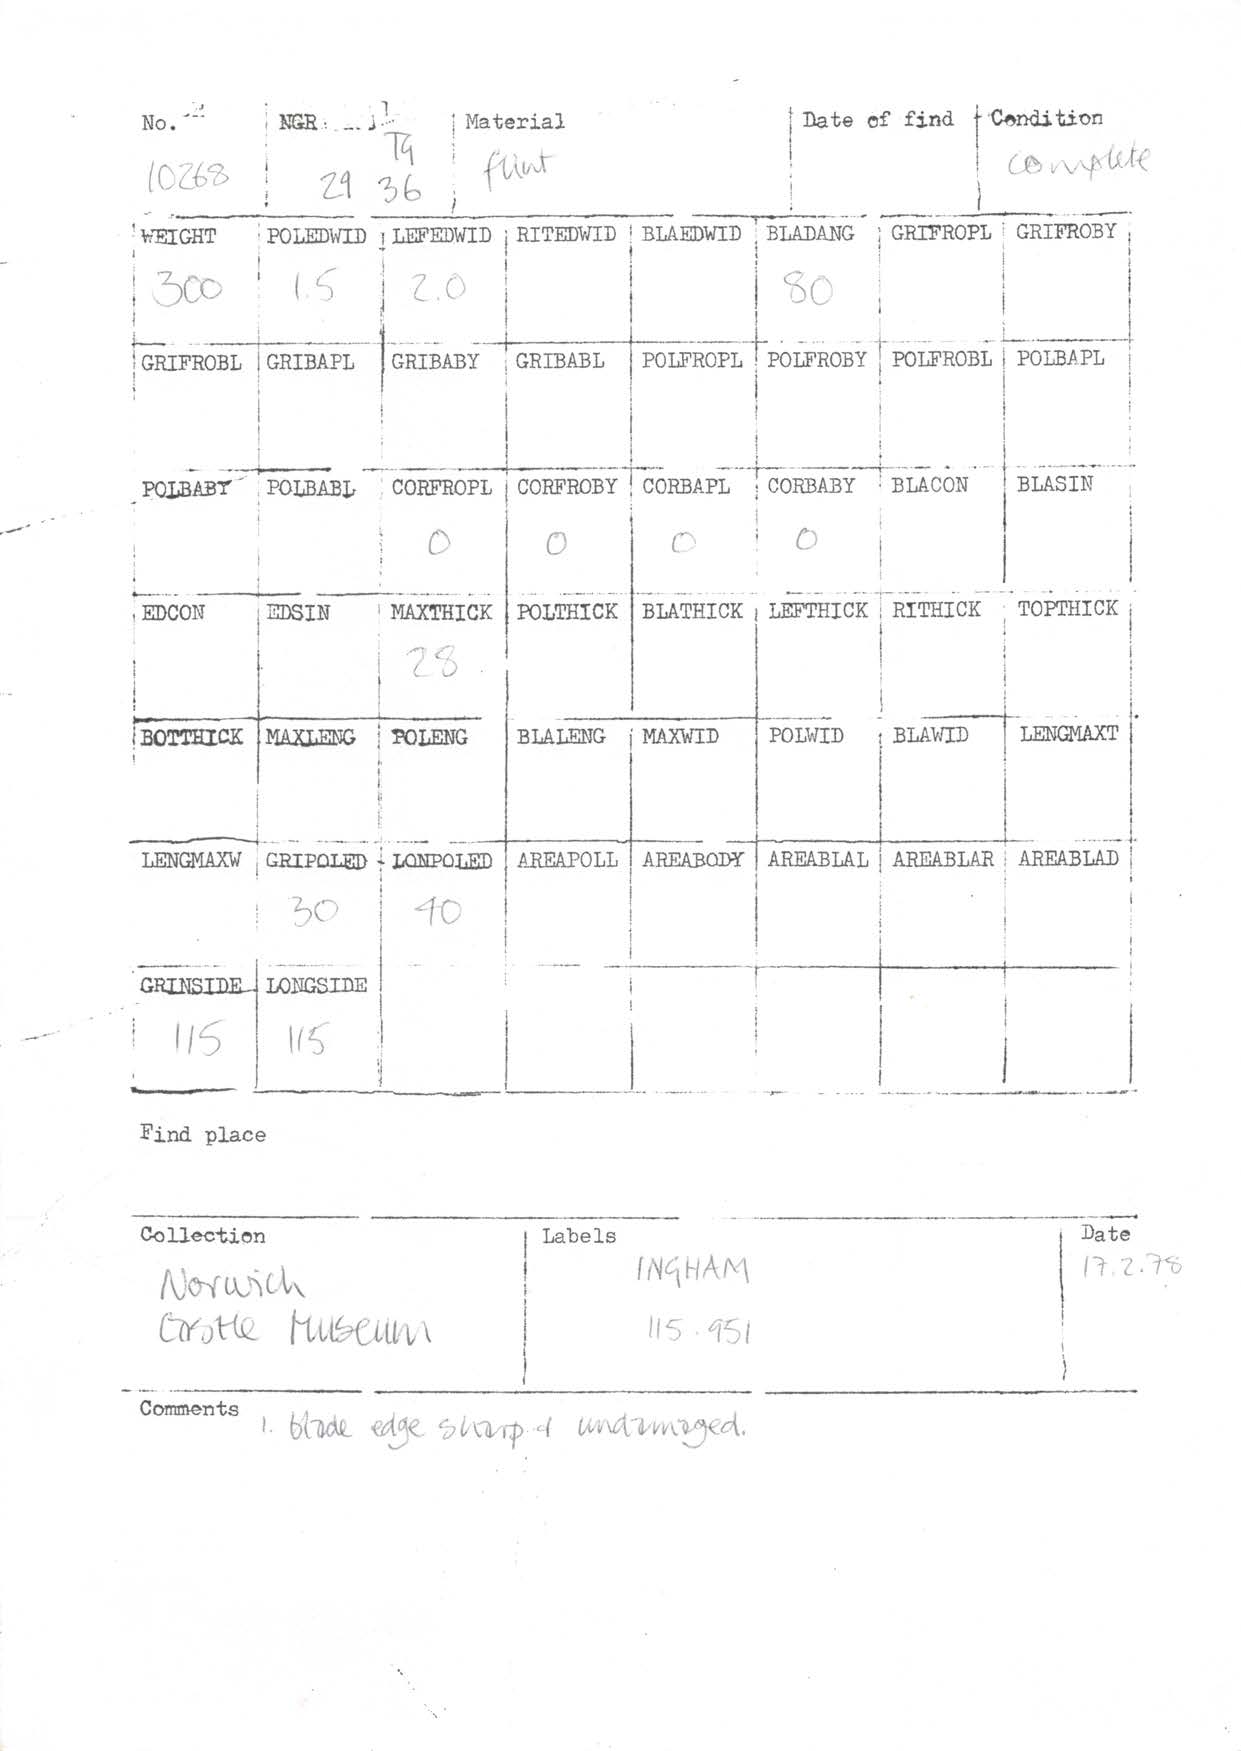 No. NGR Material Date of find Condition
TG
10268 29 36 flint complete
WEIGHT POLEDWID LEFEDWID RITEDWID BLAEDWID BLADANG GRIFROPL GRIFROBY
300 1.5 2.0 80
GRIFROBL GRIBAPL GRIBABY GRIBABL POLFROPL POLFROBY POLFROBL POLBAPL
POLBABY POLBABL CORFROPL CORFROBY CORBAPL CORBABY BLACON BLASIN
0 0 0 0
EDCON EDSIN MAXTHICK POLTHICK BLATHICK LEFTHICK RITHICK TOPTHICK
28
BOTTHICK MAXLENG POLENG BLALENG MAXWID POLWID BLAWID LENGMAXT
LENGMAXW GRIPOLED LONPOLED AREAPOLL AREABODY AREABLAL AREABLAR AREABLAD
30 40
GRINSIDE LONGSIDE
115 115
Find place
Collection Labels Date
Norwich INGHAM 17.2.78
Castle Museum 115.951
Comments 1. blade edge sharp & undamaged.